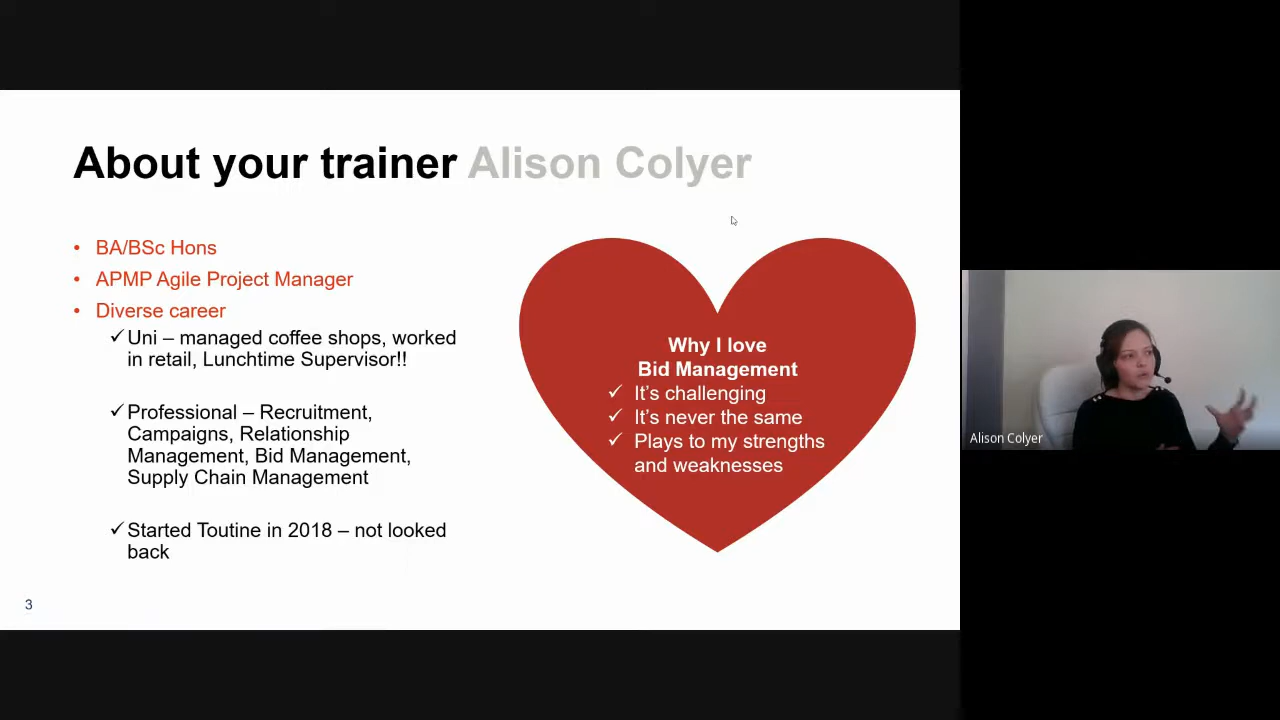 About your trainer Alison Colyer
• BA/BSc Hons
• APMP Agile Project Manager
• Diverse career
✓Uni – managed coffee shops, worked
in retail, Lunchtime Supervisor!!
✓Professional – Recruitment,
Campaigns, Relationship
Management, Bid Management,
Supply Chain Management
✓Started Toutine in 2018 – not looked
back
Why I love
Bid Management
✓ It's challenging
✓ It's never the same
✓ Plays to my strengths
and weaknesses
3
Alison Colyer